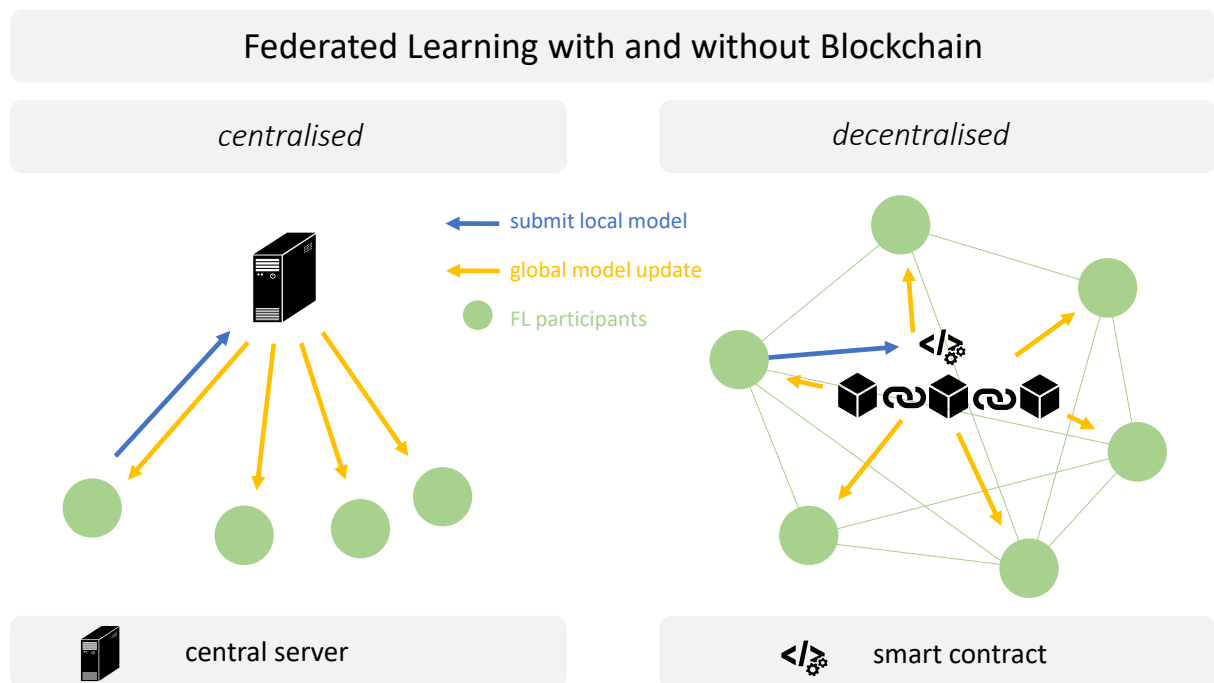 Federated Learning with and without Blockchain
centralised
decentralised
submit local model
global model update
FL participants
</>
central server
</>
smart contract